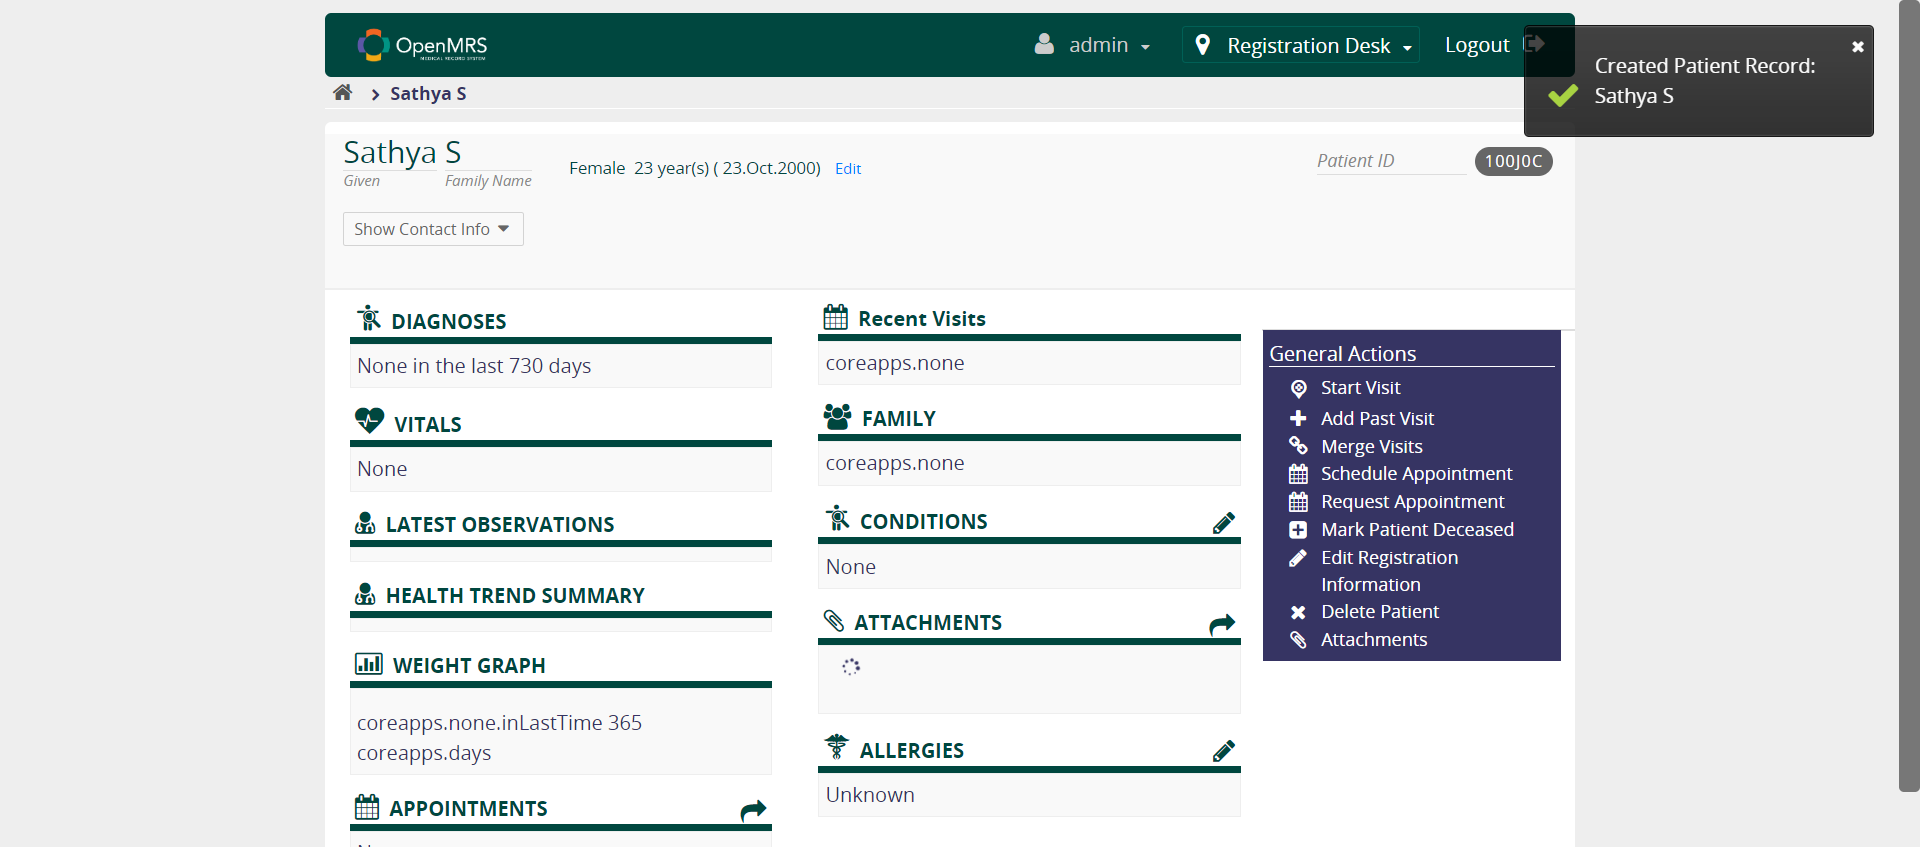 OpenMRS
MEDICAL RECORD SYSTEM
admin
Registration Desk
Logout
Created Patient Record:
Sathya S
Sathya S
Sathya S
Given
Family Name
Female 23 year(s) ( 23.Oct.2000)
Edit
Patient ID
100J0C
Show Contact Info
DIAGNOSES
None in the last 730 days
VITALS
None
LATEST OBSERVATIONS
HEALTH TREND SUMMARY
WEIGHT GRAPH
coreapps.none.inLastTime 365
coreapps.days
APPOINTMENTS
Recent Visits
coreapps.none
FAMILY
coreapps.none
CONDITIONS
None
ATTACHMENTS
ALLERGIES
Unknown
General Actions
Start Visit
Add Past Visit
Merge Visits
Schedule Appointment
Request Appointment
Mark Patient Deceased
Edit Registration
Information
Delete Patient
Attachments